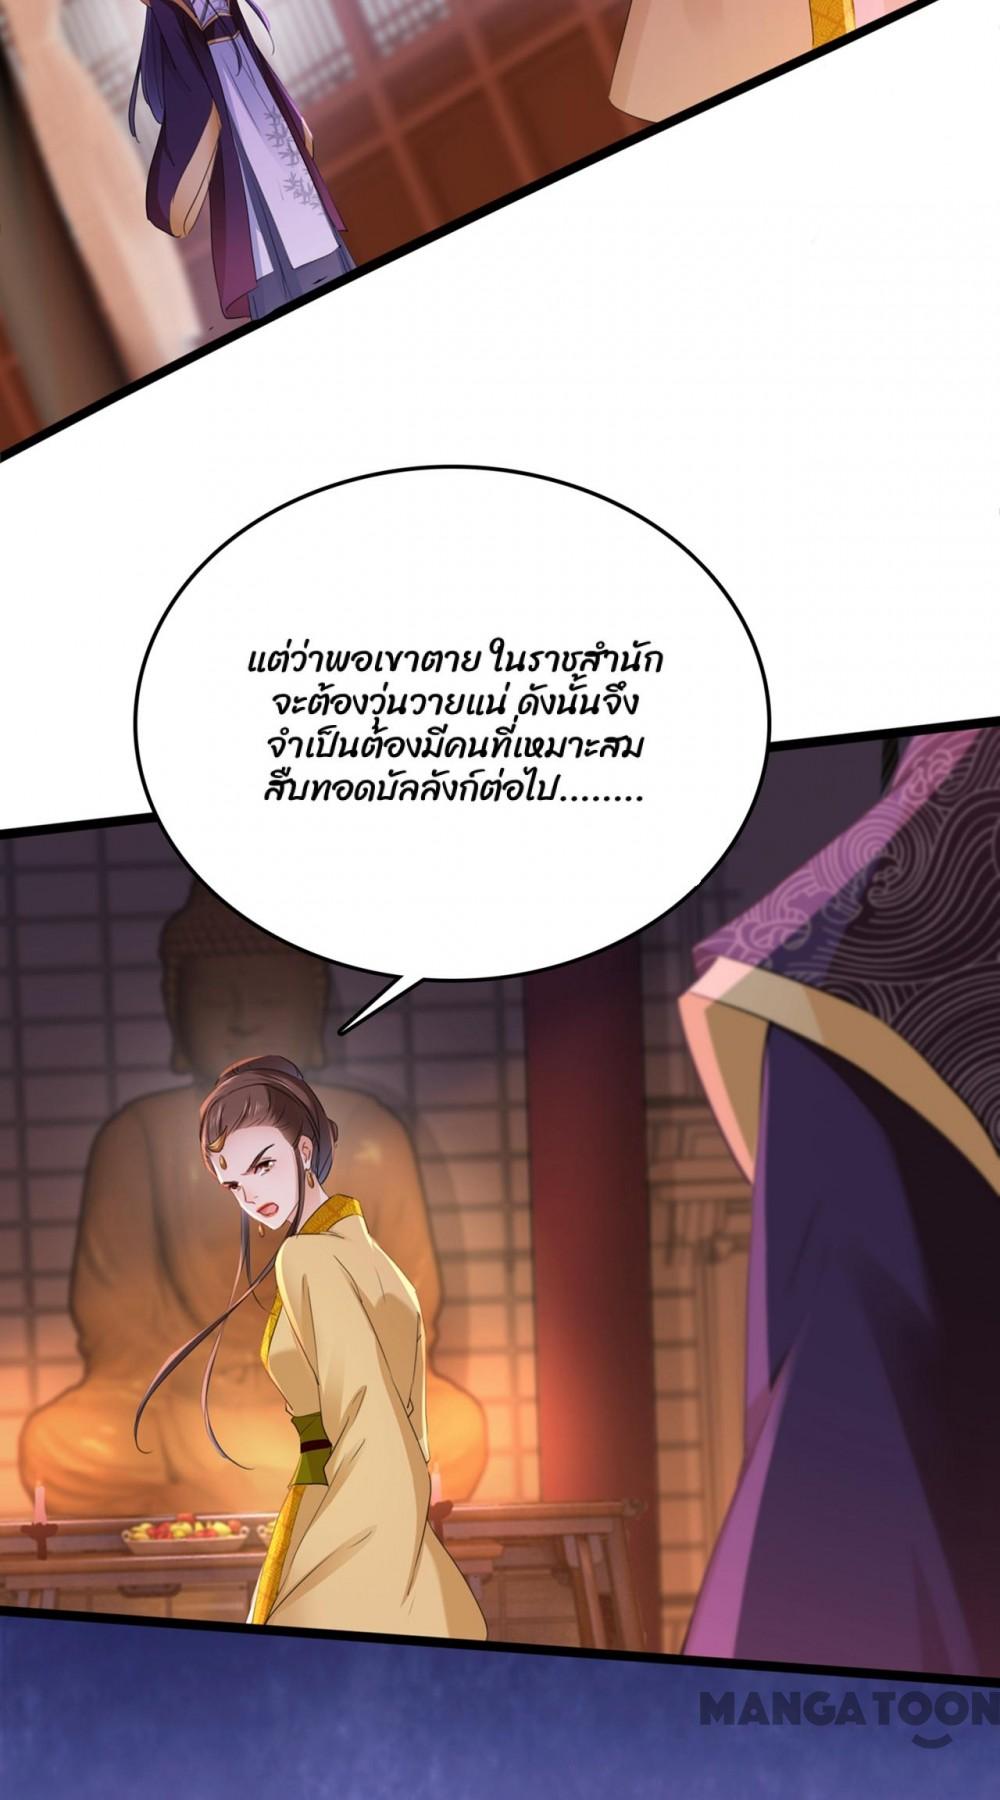 แต่ว่าพอเขาตาย ในราชสำนัก
จะต้องวุ่นวายแน่ ดังนั้นจึง
จำเป็นต้องมีคนที่เหมาะสม
สืบทอดบัลลังก์ต่อไป........
MANGATOON